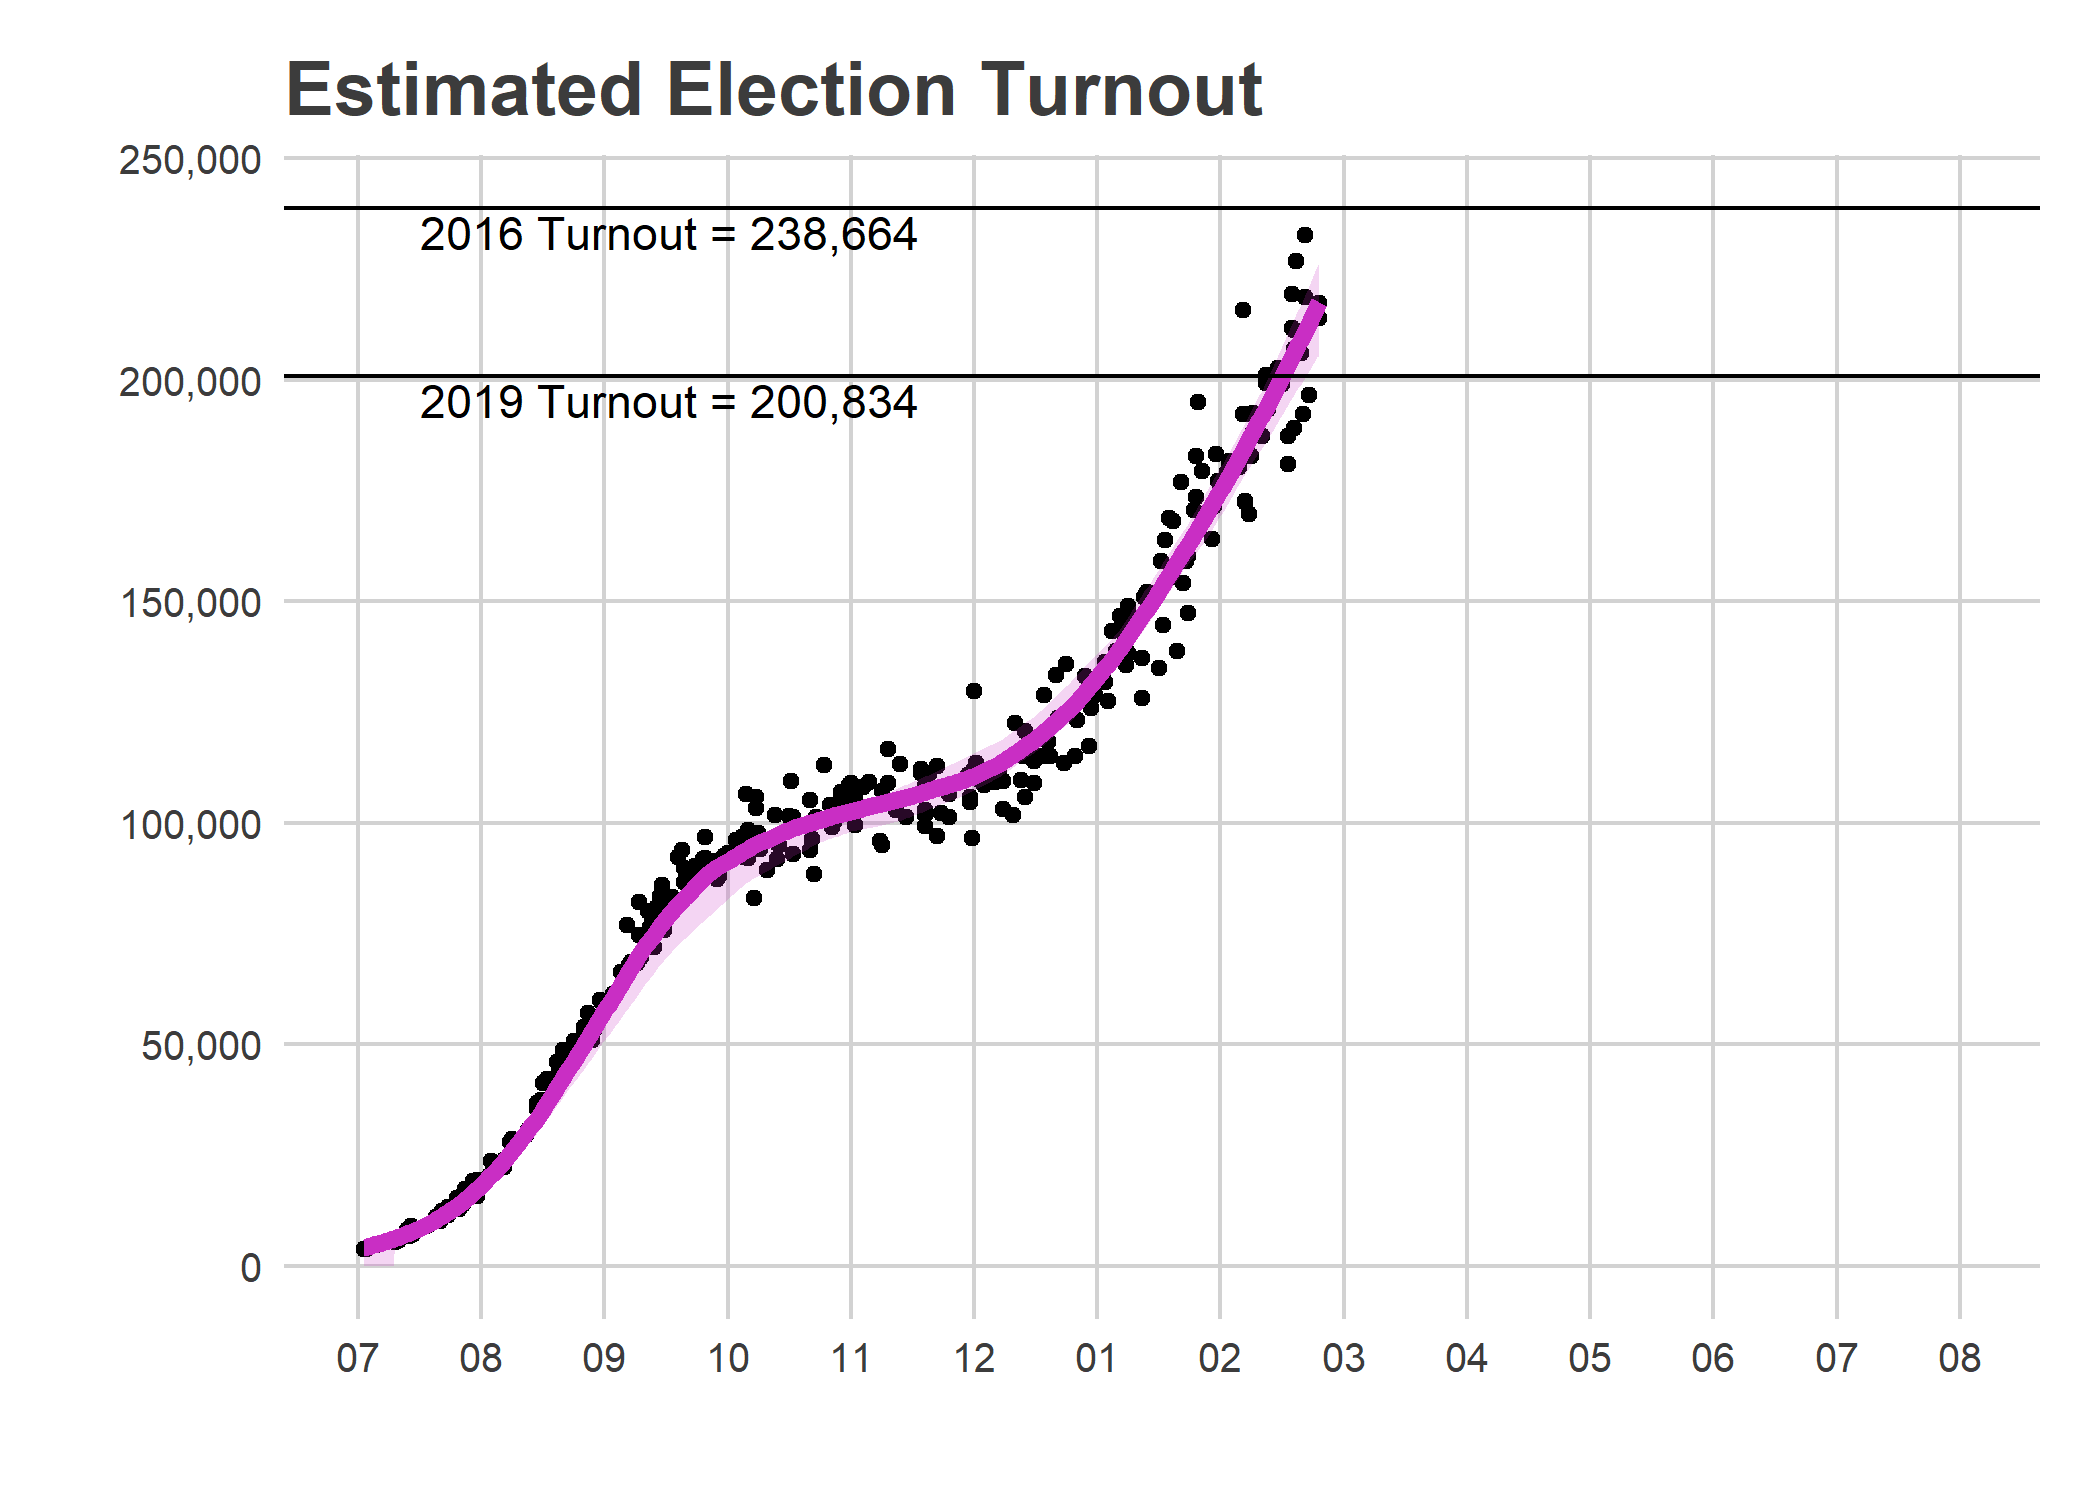 Estimated Election Turnout
250,000
2016 Turnout = 238,664
200,000
2019 Turnout = 200,834
150,000
100,000
50,000
0
07 08 09 10 11 12 01 02 03 04 05 06 07 08